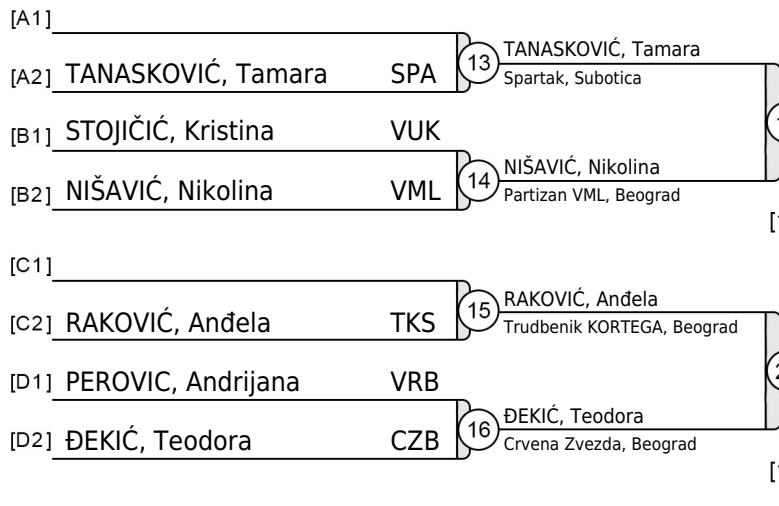 [A1]
[A2] TANASKOVIĆ, Tamara SPA
13 TANASKOVIĆ, Tamara
Spartak, Subotica
[B1] STOJIČIĆ, Kristina VUK
[B2] NIŠAVIĆ, Nikolina VML
14 NIŠAVIĆ, Nikolina
Partizan VML, Beograd
[C1]
[C2] RAKOVIĆ, Anđela TKS
15 RAKOVIĆ, Anđela
Trudbenik KORTEGA, Beograd
[D1] PEROVIC, Andrijana VRB
[D2] ĐEKIĆ, Teodora CZB
16 ĐEKIĆ, Teodora
Crvena Zvezda, Beograd